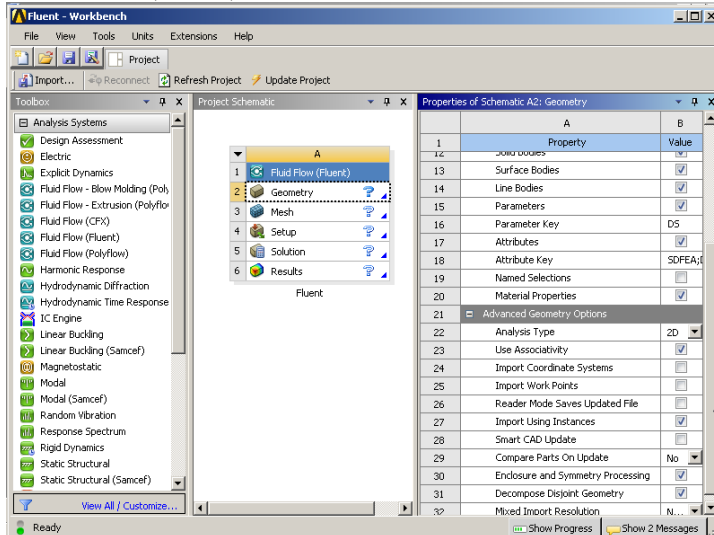 Fluent - Workbench
File View Tools Units Extensions Help
Project
Import... Reconnect Refresh Project Update Project
Toolbox
Analysis Systems
Design Assessment
Electric
Explicit Dynamics
Fluid Flow - Blow Molding (Poly
Fluid Flow - Extrusion (Polyflo
Fluid Flow (CFX)
Fluid Flow (Fluent)
Fluid Flow (Polyflow)
Harmonic Response
Hydrodynamic Diffraction
Hydrodynamic Time Response
IC Engine
Linear Buckling
Linear Buckling (Samcef)
Magnetostatic
Modal
Modal (Samcef)
Random Vibration
Response Spectrum
Rigid Dynamics
Static Structural
Static Structural (Samcef)
View All / Customize...
Project Schematic
A
1 Fluid Flow (Fluent)
2 Geometry ?
3 Mesh ?
4 Setup ?
5 Solution ?
6 Results ?
Fluent
Properties of Schematic A2: Geometry
A B
1 Property Value
12 Solid Bodies
13 Surface Bodies
14 Line Bodies
15 Parameters
16 Parameter Key DS
17 Attributes
18 Attribute Key SDFEA;
19 Named Selections
20 Material Properties
21 Advanced Geometry Options
22 Analysis Type 2D
23 Use Associativity
24 Import Coordinate Systems
25 Import Work Points
26 Reader Mode Saves Updated File
27 Import Using Instances
28 Smart CAD Update
29 Compare Parts On Update No
30 Enclosure and Symmetry Processing
31 Decompose Disjoint Geometry
32 Mixed Import Resolution N...
Ready
Show Progress Show 2 Messages